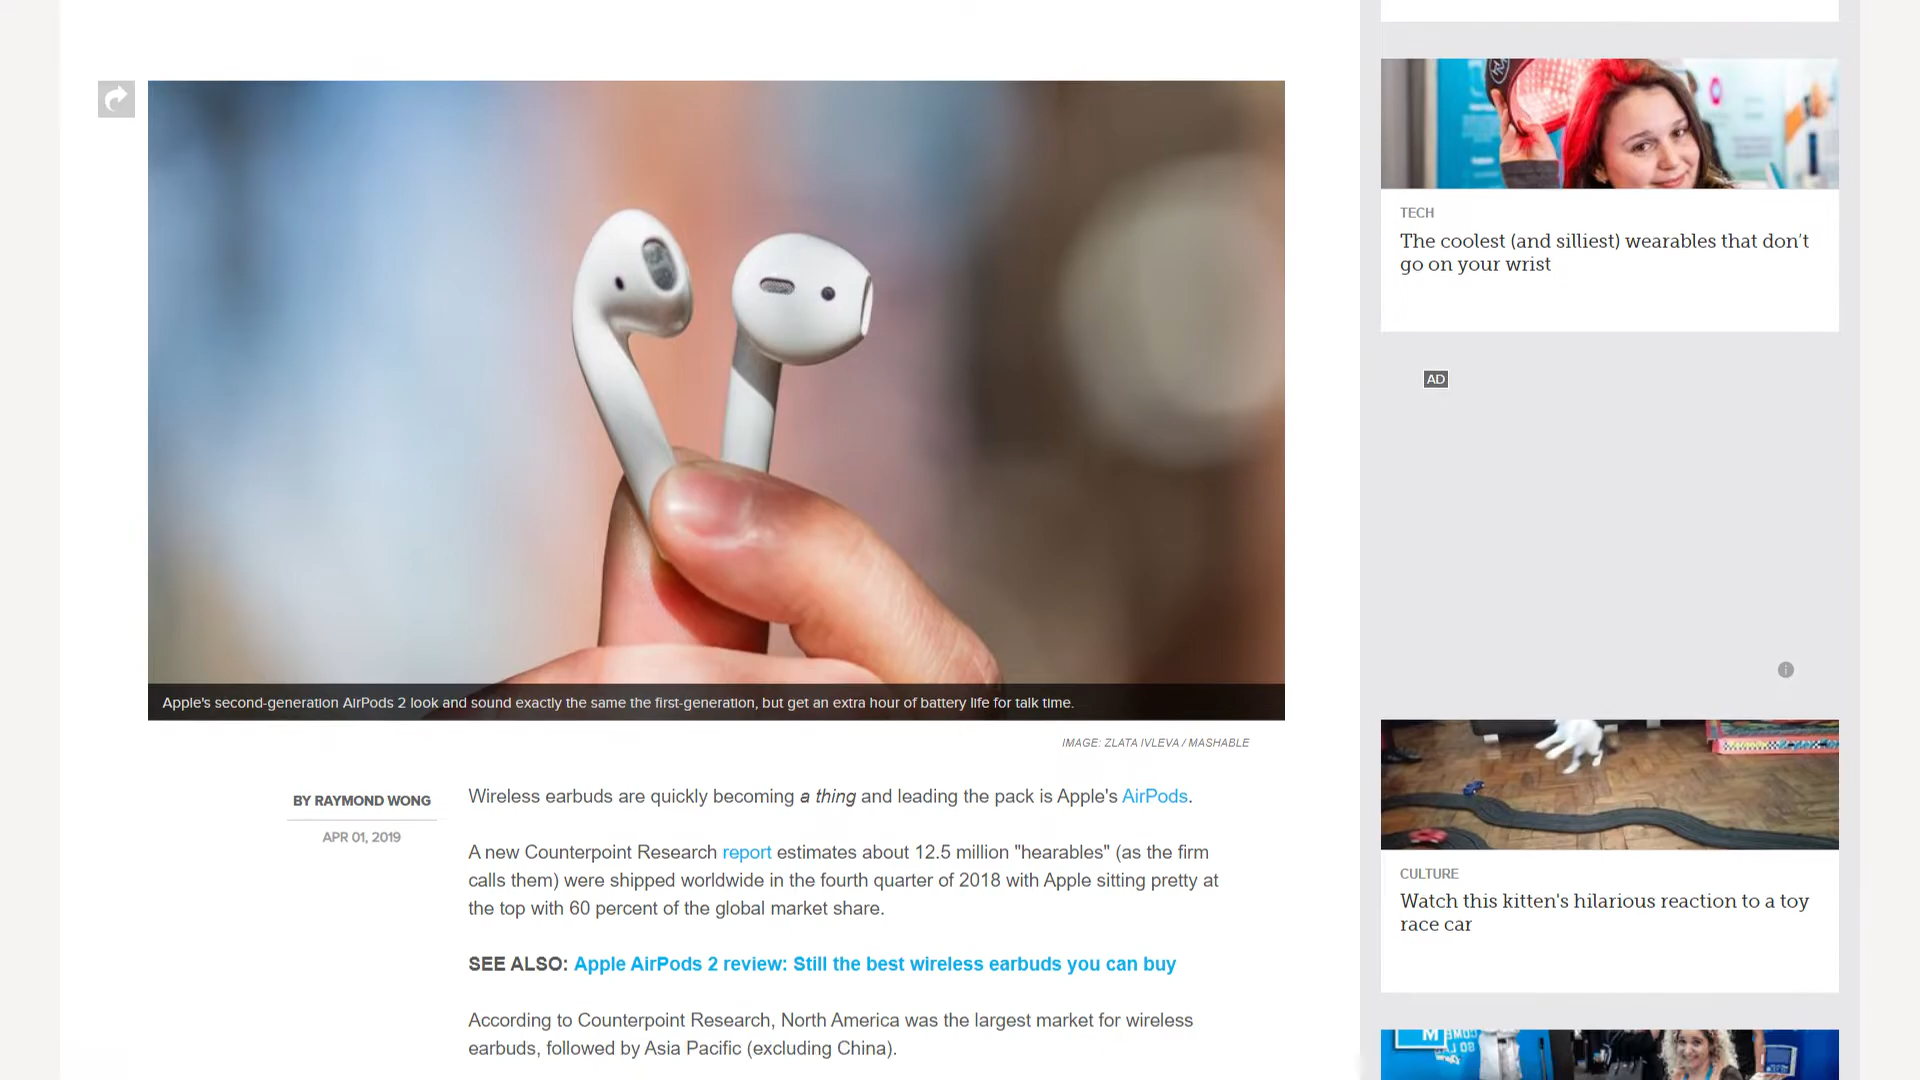 Apple's second-generation AirPods 2 look and sound exactly the same the first-generation, but get an extra hour of battery life for talk time.
IMAGE: ZLATA IVLEVA / MASHABLE
BY RAYMOND WONG
APR 01, 2019
Wireless earbuds are quickly becoming a thing and leading the pack is Apple's AirPods.
A new Counterpoint Research report estimates about 12.5 million "hearables" (as the firm
calls them) were shipped worldwide in the fourth quarter of 2018 with Apple sitting pretty at
the top with 60 percent of the global market share.
SEE ALSO: Apple AirPods 2 review: Still the best wireless earbuds you can buy
According to Counterpoint Research, North America was the largest market for wireless
earbuds, followed by Asia Pacific (excluding China).
TECH
The coolest (and silliest) wearables that don't
go on your wrist
AD
CULTURE
Watch this kitten's hilarious reaction to a toy
race car
M